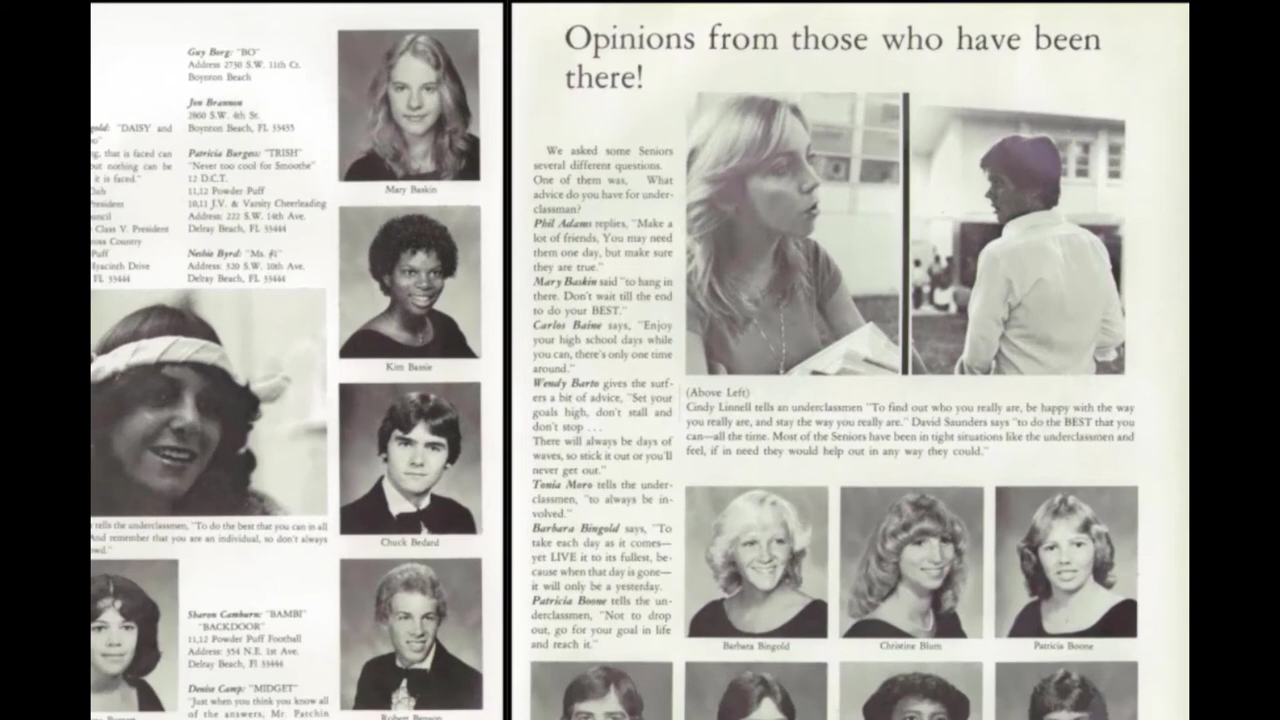 Guy Borg: "BO"
Address 2730 S.W. 11th Ct.
Boynton Beach
Jon Brannon
2860 S.W. 4th St.
Boynton Beach, FL 33435
Patricia Burgess: "TRISH"
"Never too cool for Smoothe"
12 D.C.T.
11,12 Powder Puff
10,11 J.V. & Varsity Cheerleading
Address: 222 S.W. 14th Ave.
Delray Beach, FL 33444
Neshie Byrd: "Ms. #1"
Address: 320 S.W. 10th Ave.
Delray Beach, FL 33444
gold: "DAISY and
ng, that is faced can
but nothing can be
it is faced."
President
Class V. President
Country
Hyacinth Drive
FL 33444
tells the underclassmen, "To do the best that you can in all
And remember that you are an individual, so don't always
Sharon Camburn: "BAMBI"
"BACKDOOR"
11,12 Powder Puff Football
Address: 354 N.E. 1st Ave.
Delray Beach, Fl 33444
Denise Camp: "MIDGET"
"Just when you think you know all
of the answers, Mr. Patchin
Mary Baskin
Kim Bassie
Chuck Bedard
Robert Benson
Opinions from those who have been
there!
We asked some Seniors
several different questions.
One of them was, What
advice do you have for under-
classman?
Phil Adams replies, "Make a
lot of friends, You may need
them one day, but make sure
they are true."
Mary Baskin said "to hang in
there. Don't wait till the end
to do your BEST."
Carlos Baine says, "Enjoy
your high school days while
you can, there's only one time
around."
Wendy Barto gives the surf-
ers a bit of advice, "Set your
goals high, don't stall and
don't stop . . .
There will always be days of
waves, so stick it out or you'll
never get out."
Tonia Moro tells the under-
classmen, "to always be in-
volved."
Barbara Bingold says, "To
take each day as it comes—
yet LIVE it to its fullest, be-
cause when that day is gone—
it will only be a yesterday.
Patricia Boone tells the un-
derclassmen, "Not to drop
out, go for your goal in life
and reach it."
(Above Left)
Cindy Linnell tells an underclassmen "To find out who you really are, be happy with the way
you really are, and stay the way you really are." David Saunders says "to do the BEST that you
can—all the time. Most of the Seniors have been in tight situations like the underclassmen and
feel, if in need they would help out in any way they could."
Barbara Bingold
Christine Blum
Patricia Boone